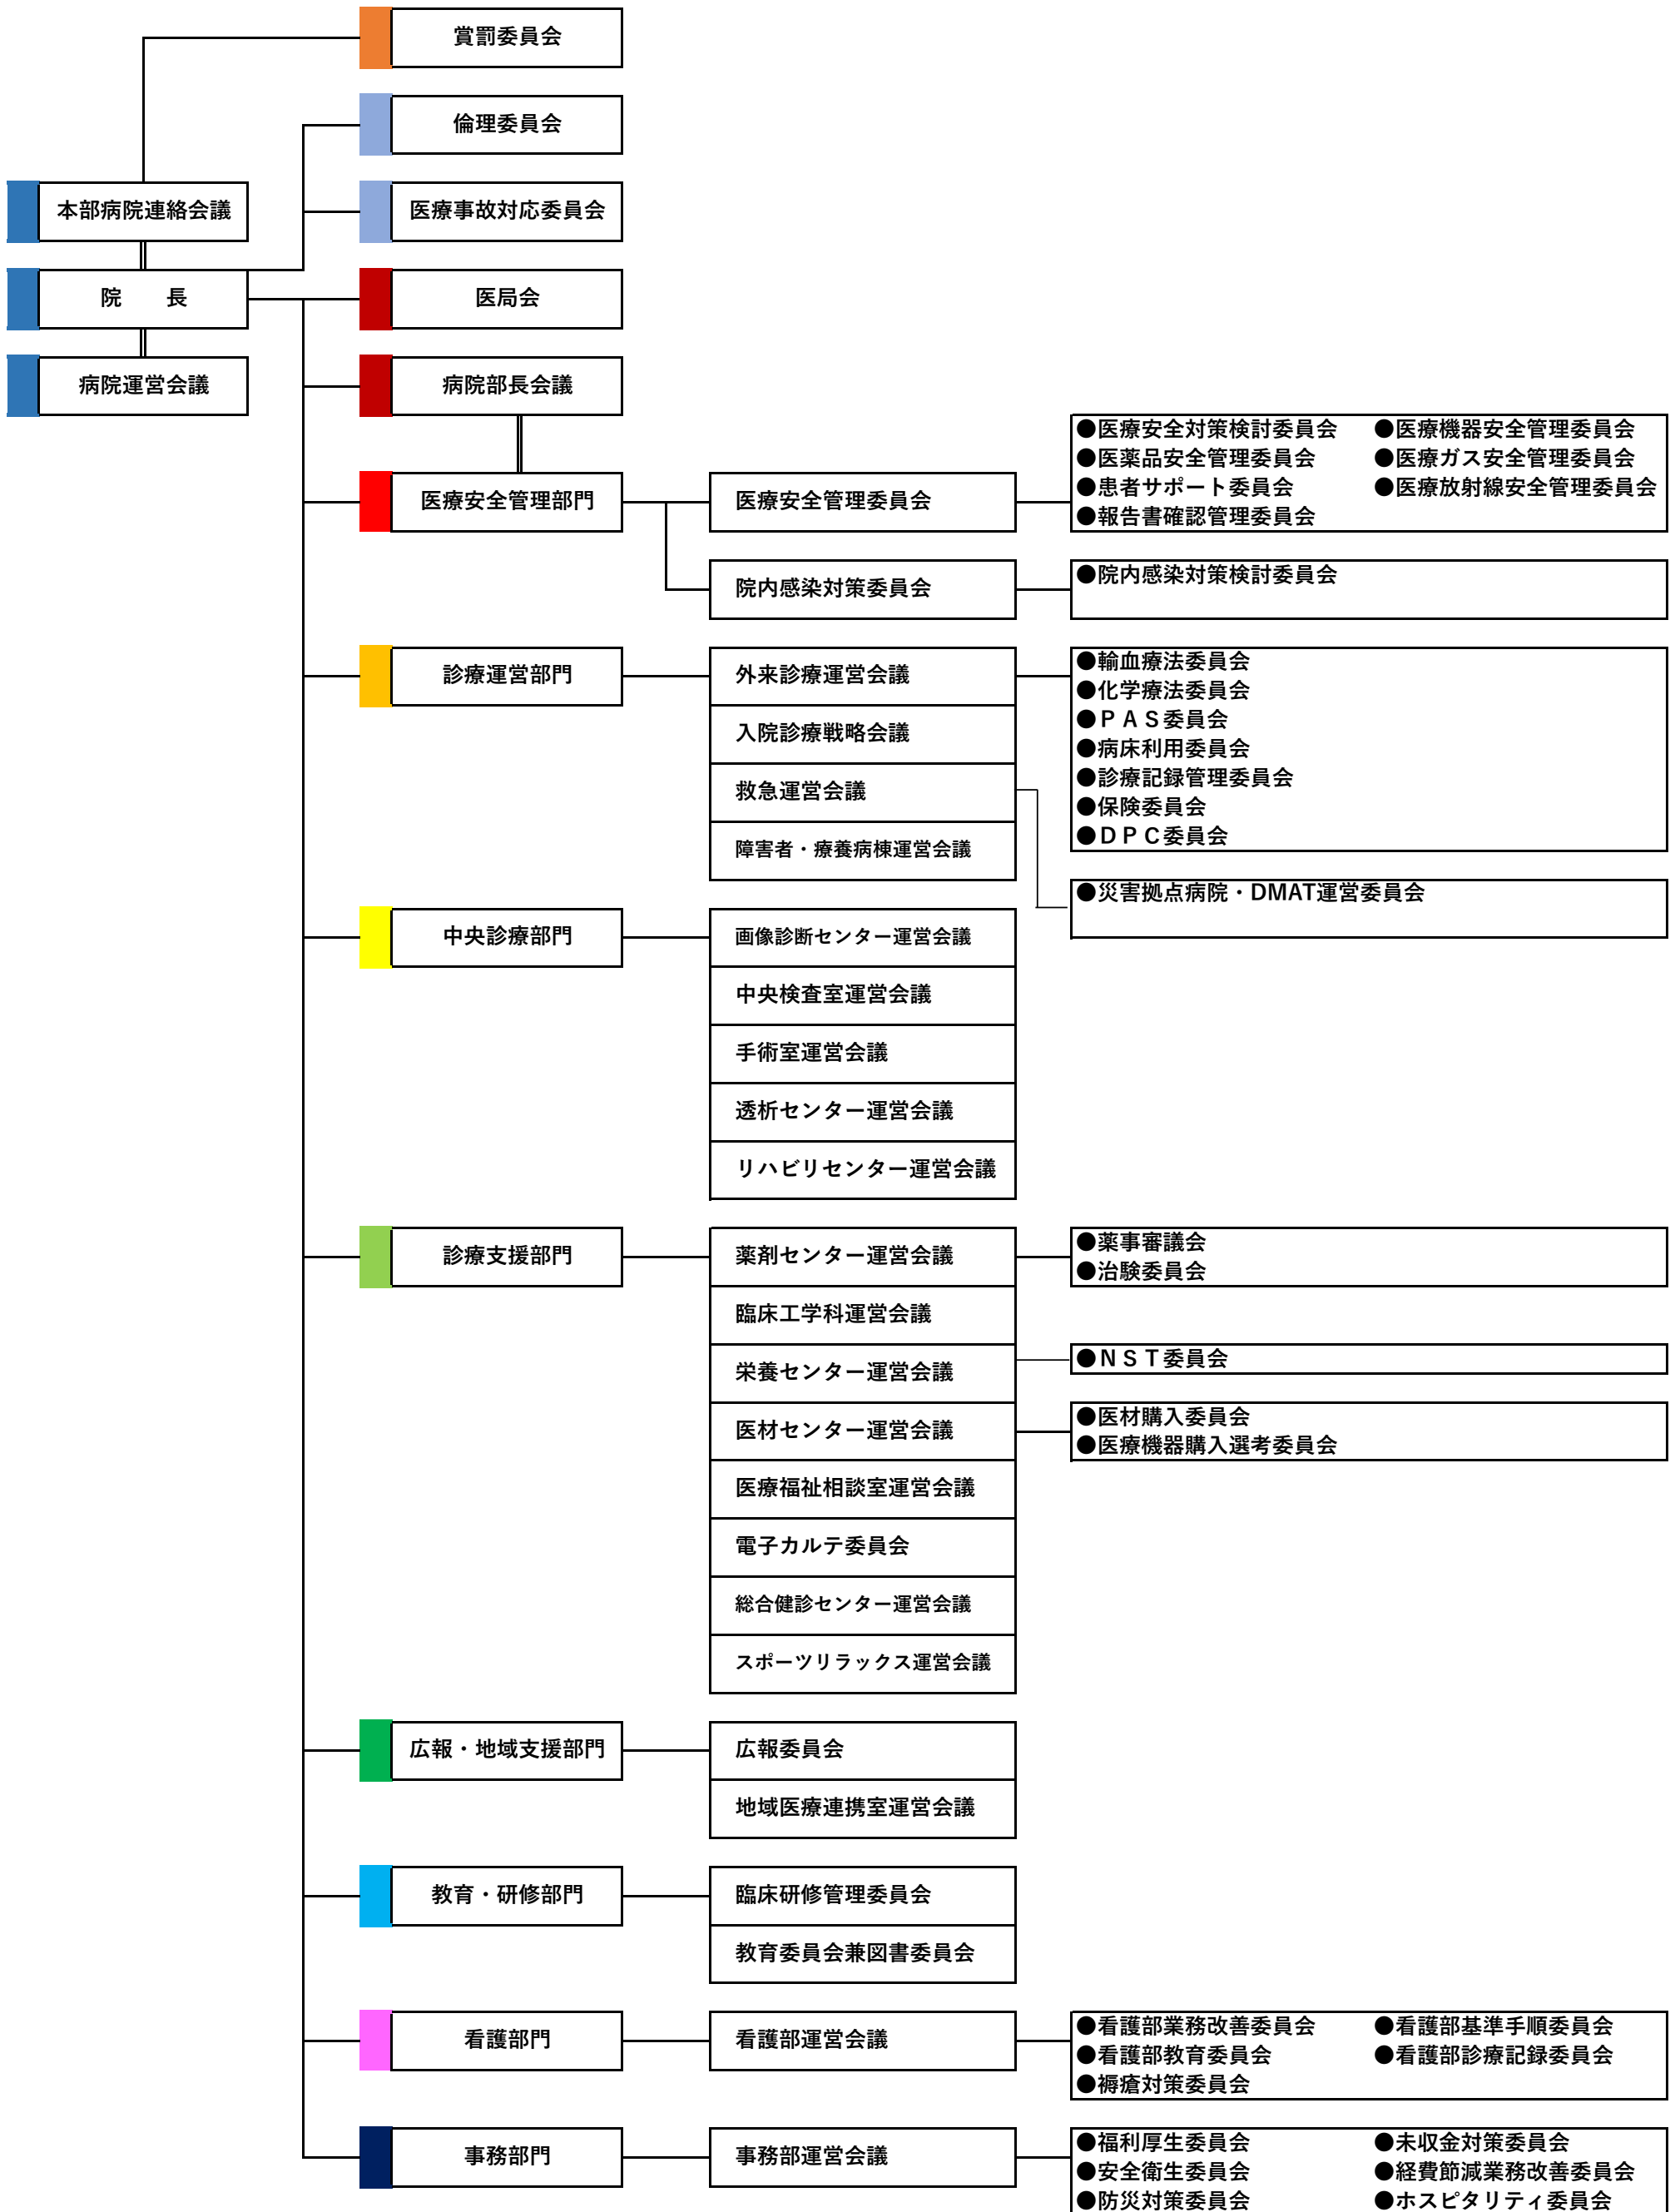 賞罰委員会
倫理委員会
本部病院連絡会議
医療事故対応委員会
院　　長
医局会
病院運営会議
病院部長会議
医療安全管理部門
医療安全管理委員会
●医療安全対策検討委員会　●医療機器安全管理委員会
●医薬品安全管理委員会　●医療ガス安全管理委員会
●患者サポート委員会　●医療放射線安全管理委員会
●報告書確認管理委員会
院内感染対策委員会
●院内感染対策検討委員会
診療運営部門
外来診療運営会議
入院診療戦略会議
救急運営会議
障害者・療養病棟運営会議
●輸血療法委員会
●化学療法委員会
●ＰＡＳ委員会
●病床利用委員会
●診療記録管理委員会
●保険委員会
●ＤＰＣ委員会
●災害拠点病院・DMAT運営委員会
中央診療部門
画像診断センター運営会議
中央検査室運営会議
手術室運営会議
透析センター運営会議
リハビリセンター運営会議
診療支援部門
薬剤センター運営会議
●薬事審議会
●治験委員会
臨床工学科運営会議
栄養センター運営会議
●ＮＳＴ委員会
医材センター運営会議
●医材購入委員会
●医療機器購入選考委員会
医療福祉相談室運営会議
電子カルテ委員会
総合健診センター運営会議
スポーツリラックス運営会議
広報・地域支援部門
広報委員会
地域医療連携室運営会議
教育・研修部門
臨床研修管理委員会
教育委員会兼図書委員会
看護部門
看護部運営会議
●看護部業務改善委員会　●看護部基準手順委員会
●看護部教育委員会　●看護部診療記録委員会
●褥瘡対策委員会
事務部門
事務部運営会議
●福利厚生委員会　●未収金対策委員会
●安全衛生委員会　●経費節減業務改善委員会
●防災対策委員会　●ホスピタリティ委員会